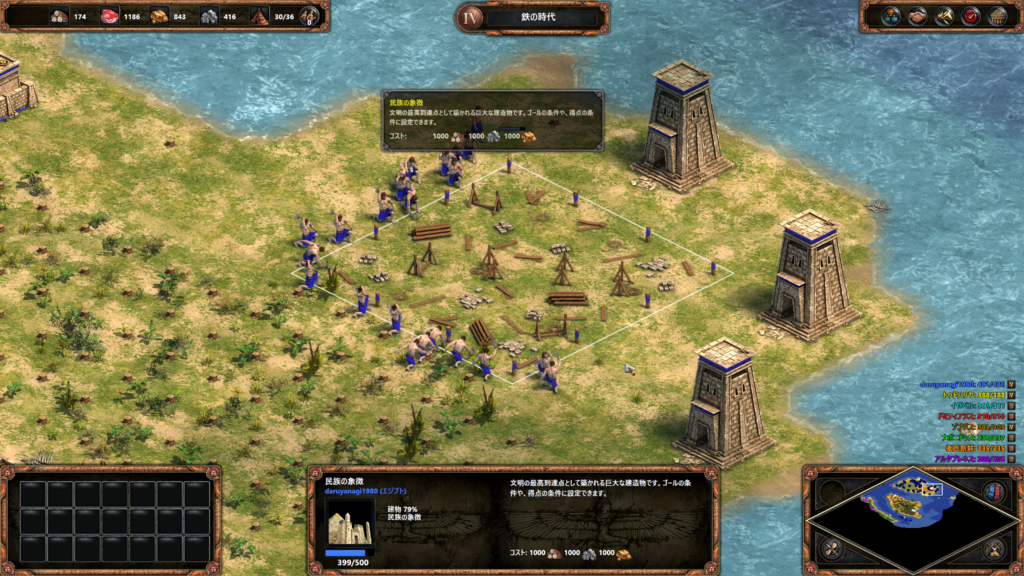 174 1186 843 416 30/36 0
IV 鉄の時代
民族の象徴
文明の最高到達点として築かれる巨大な建造物です。ゴールの条件や、得点の条
件に設定できます。
コスト: 1000 1000 1000
民族の象徴
daruyanagi1980 (エジプト)
建物 79%
民族の象徴
399/500
文明の最高到達点として築かれる巨大な建造物です。ゴールの条
件や、得点の条件に設定できます。
コスト: 1000 1000 1000